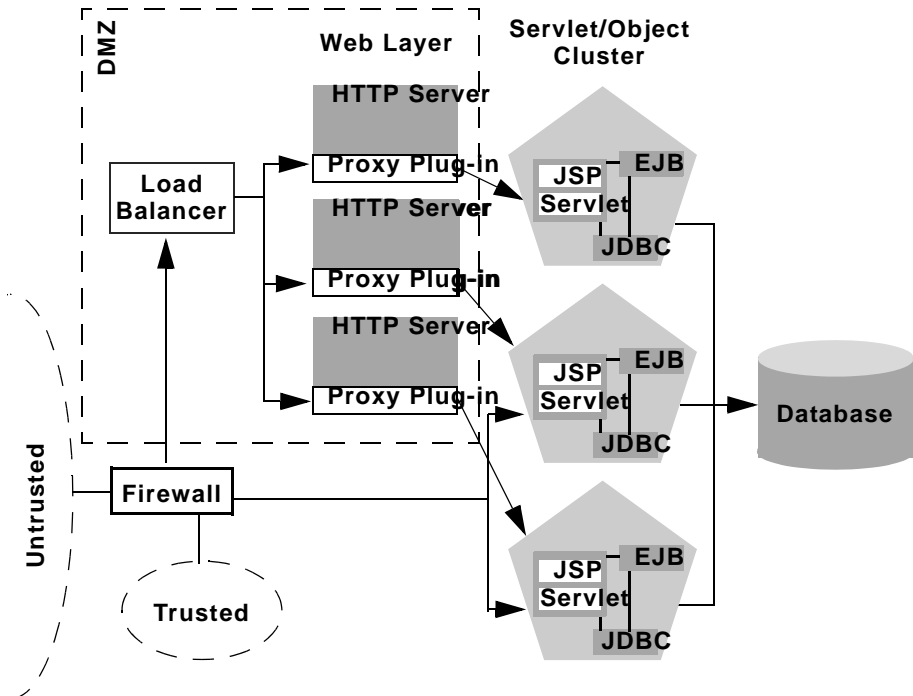 DMZ
Web Layer
Servlet/Object
Cluster
HTTP Server
Proxy Plug-in
Load
Balancer
HTTP Server
Proxy Plug-in
HTTP Server
Proxy Plug-in
JSP
Servlet
EJB
JDBC
JSP
Servlet
EJB
JDBC
JSP
Servlet
EJB
JDBC
Database
Untrusted
Firewall
Trusted